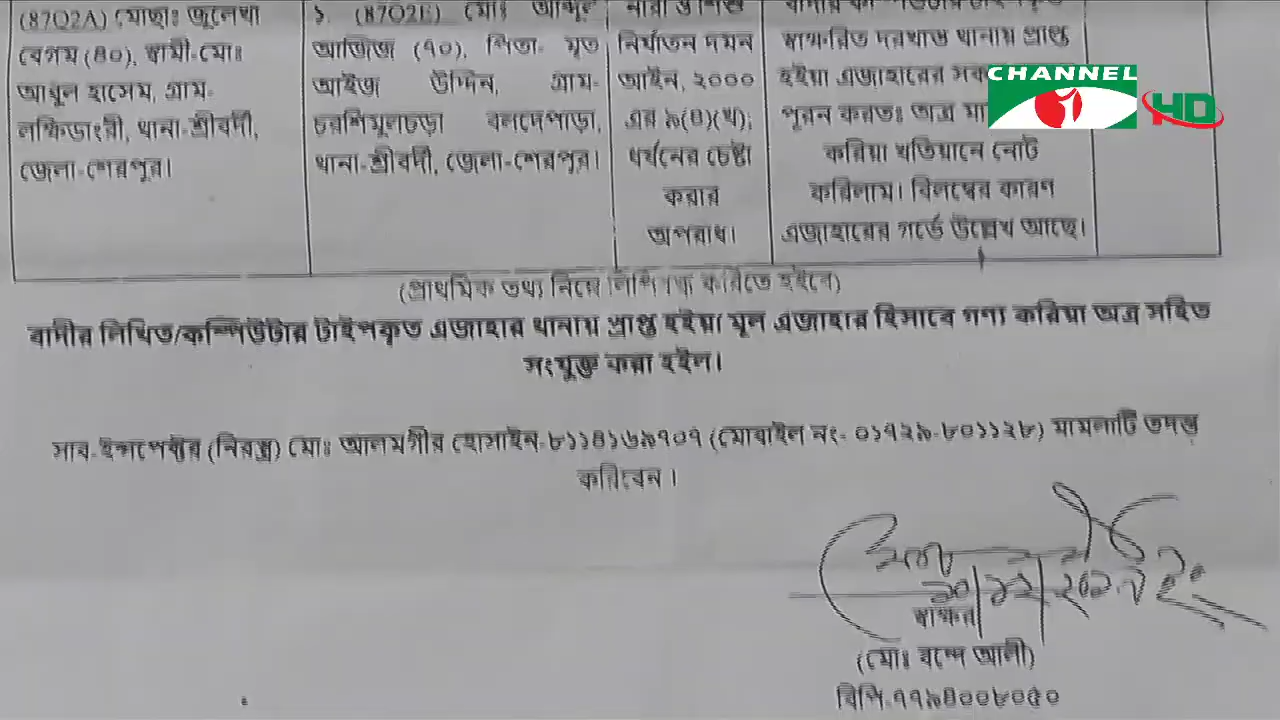 (87Q2A) মোছাঃ জুলেখা
বেগম (৪০), স্বামী-মোঃ
আবুল হাসেম, গ্রাম-
থানা-শ্রীবর্দী,
জেলা-শেরপুর।
১. (87Q2E) মোঃ আব্দুল
আজিজ (৭০), পিতা- মৃত
আইজ উদ্দিন, গ্রাম-
চরশিমুলচড়া বলদেপাড়া,
থানা-শ্রীবর্দী, জেলা-শেরপুর।
নারী ও শিশু
নির্যাতন দমন
আইন, ২০০০
এর ৯(৪)(খ);
ধর্ষনের চেষ্টা
করার
অপরাধ।
স্বাক্ষরিত দরখাস্ত থানায় প্রাপ্ত
হইয়া এজাহারের
পূরন করতঃ অত্র
করিয়া খতিয়ানে নোট
করিলাম। বিলম্বের কারণ
এজাহারের গর্ভে উল্লেখ আছে।
CHANNEL
i
HD
(প্রাথমিক তথ্য নিম্নে লিপিবদ্ধ করিতে হইবে)
বাদীর লিখিত/কম্পিউটার টাইপকৃত এজাহার থানায় প্রাপ্ত হইয়া মূল এজাহার হিসাবে গণ্য করিয়া অত্র সহিত
সংযুক্ত করা হইল।
সাব-ইন্সপেক্টর (নিরস্ত্র) মোঃ আলমগীর হোসাইন-৮১১৪১৬৯৭০৭ (মোবাইল নং- ০১৭২৯-৮০১১২৮) মামলাটি তদন্ত
করিবেন।
স্বাক্ষর
(মোঃ বন্দে আলী)
বিপি-৭৭৯৪০০৮০৫০